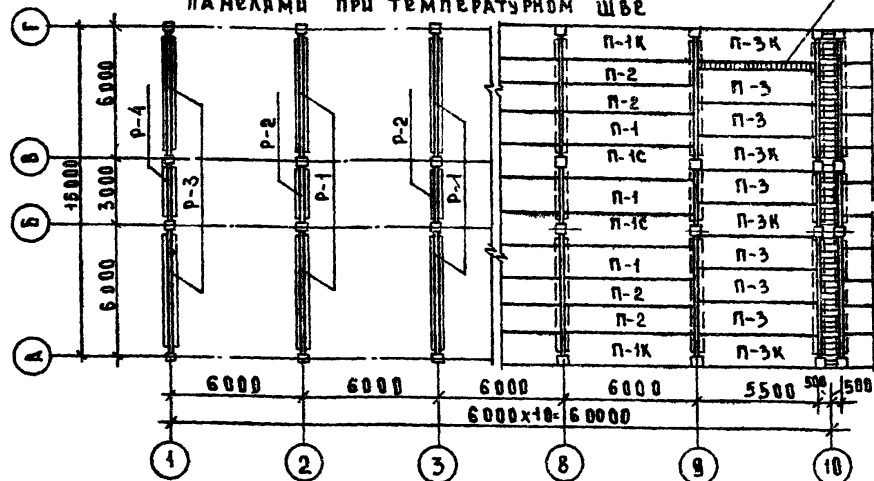 ПАНЕЛЯМИ ПРИ ТЕМПЕРАТУРНОМ ШВЕ
Г
В
Б
А
6000
3000
6000
15000
Р-4
Р-3
Р-2
Р-1
Р-2
Р-1
П-1К
П-2
П-2
П-1
П-1С
П-1
П-1С
П-1
П-2
П-2
П-1К
П-3К
П-3
П-3
П-3К
П-3
П-3К
П-3
П-3
П-3
П-3К
6000
6000
6000
6000
5500
500
500
6000х10=60000
1
2
3
8
9
10